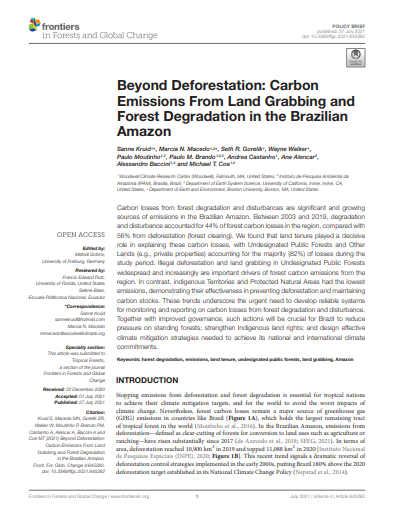 frontiers
in Forests and Global Change
POLICY BRIEF
published: 27 July 2021
doi: 10.3389/ffgc.2021.645282
Beyond Deforestation: Carbon
Emissions From Land Grabbing and
Forest Degradation in the Brazilian
Amazon
Sanne Kruid¹*, Marcia N. Macedo¹,²*, Seth R. Gorelik¹, Wayne Walker¹,
Paulo Moutinho¹,², Paulo M. Brando¹,²,³, Andrea Castanho¹, Ane Alencar²,
Alessandro Baccini¹,⁴ and Michael T. Coe¹,²
¹ Woodwell Climate Research Center (Woodwell), Falmouth, MA, United States, ² Instituto de Pesquisa Ambiental da
Amazônia (IPAM), Brasília, Brazil, ³ Department of Earth System Science, University of California, Irvine, Irvine, CA,
United States, ⁴ Department of Earth and Environment, Boston University, Boston, MA, United States
OPEN ACCESS
Edited by:
University of Freiburg, Germany
Reviewed by:
Francis Edward Putz,
University of Florida, United States
Escuela Politécnica Nacional, Ecuador
*Correspondence:
Sanne Kruid
Marcia N. Macedo
mmacedo@woodwellclimate.org
Specialty section:
This article was submitted to
Tropical Forests,
a section of the journal
Frontiers in Forests and Global
Change
Received: 22 December 2020
Accepted: 01 July 2021
Published: 27 July 2021
Citation:
Kruid S, Macedo MN, Gorelik SR,
Walker W, Moutinho P, Brando PM,
Castanho A, Alencar A, Baccini A and
Coe MT (2021) Beyond Deforestation:
Carbon Emissions From Land
Grabbing and Forest Degradation
in the Brazilian Amazon.
Front. For. Glob. Change 4:645282.
doi: 10.3389/ffgc.2021.645282
Carbon losses from forest degradation and disturbances are significant and growing
sources of emissions in the Brazilian Amazon. Between 2003 and 2019, degradation
and disturbance accounted for 44% of forest carbon losses in the region, compared with
56% from deforestation (forest clearing). We found that land tenure played a decisive
role in explaining these carbon losses, with Undesignated Public Forests and Other
Lands (e.g., private properties) accounting for the majority (82%) of losses during the
study period. Illegal deforestation and land grabbing in Undesignated Public Forests
widespread and increasingly are important drivers of forest carbon emissions from the
region. In contrast, Indigenous Territories and Protected Natural Areas had the lowest
emissions, demonstrating their effectiveness in preventing deforestation and maintaining
carbon stocks. These trends underscore the urgent need to develop reliable systems
for monitoring and reporting on carbon losses from forest degradation and disturbance.
Together with improved governance, such actions will be crucial for Brazil to reduce
pressure on standing forests; strengthen Indigenous land rights; and design effective
climate mitigation strategies needed to achieve its national and international climate
commitments.
Keywords: forest degradation, emissions, land tenure, undesignated public forests, land grabbing, Amazon
INTRODUCTION
Stopping emissions from deforestation and forest degradation is essential for tropical nations
to achieve their climate mitigation targets, and for the world to avoid the worst impacts of
climate change. Nevertheless, forest carbon losses remain a major source of greenhouse gas
(GHG) emissions in countries like Brazil (Figure 1A), which holds the largest remaining tract
of tropical forest in the world (Moutinho et al., 2016). In the Brazilian Amazon, emissions from
deforestation—defined as clear-cutting of forests for conversion to land uses such as agriculture or
ranching—have risen substantially since 2017 (de Azevedo et al., 2018; SEEG, 2021). In terms of
area, deforestation reached 10,900 km² in 2019 and topped 11,088 km² in 2020 [Instituto Nacional
de Pesquisas Espaciais (INPE), 2020; Figure 1B]. This recent trend signals a dramatic reversal of
deforestation control strategies implemented in the early 2000s, putting Brazil 180% above the 2020
deforestation target established in its National Climate Change Policy (Nepstad et al., 2014).
Frontiers in Forests and Global Change | www.frontiersin.org
1
July 2021 | Volume 4 | Article 645282